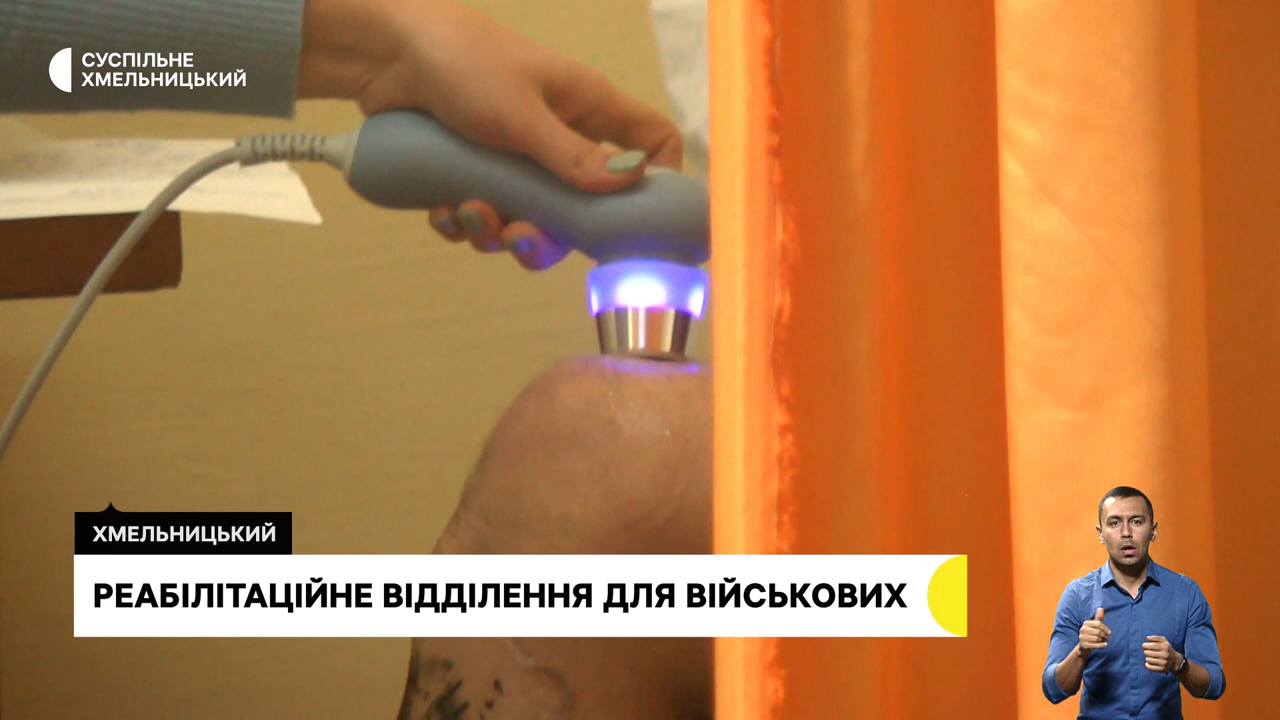 СУСПІЛЬНЕ
ХМЕЛЬНИЦЬКИЙ
ХМЕЛЬНИЦЬКИЙ
РЕАБІЛІТАЦІЙНЕ ВІДДІЛЕННЯ ДЛЯ ВІЙСЬКОВИХ